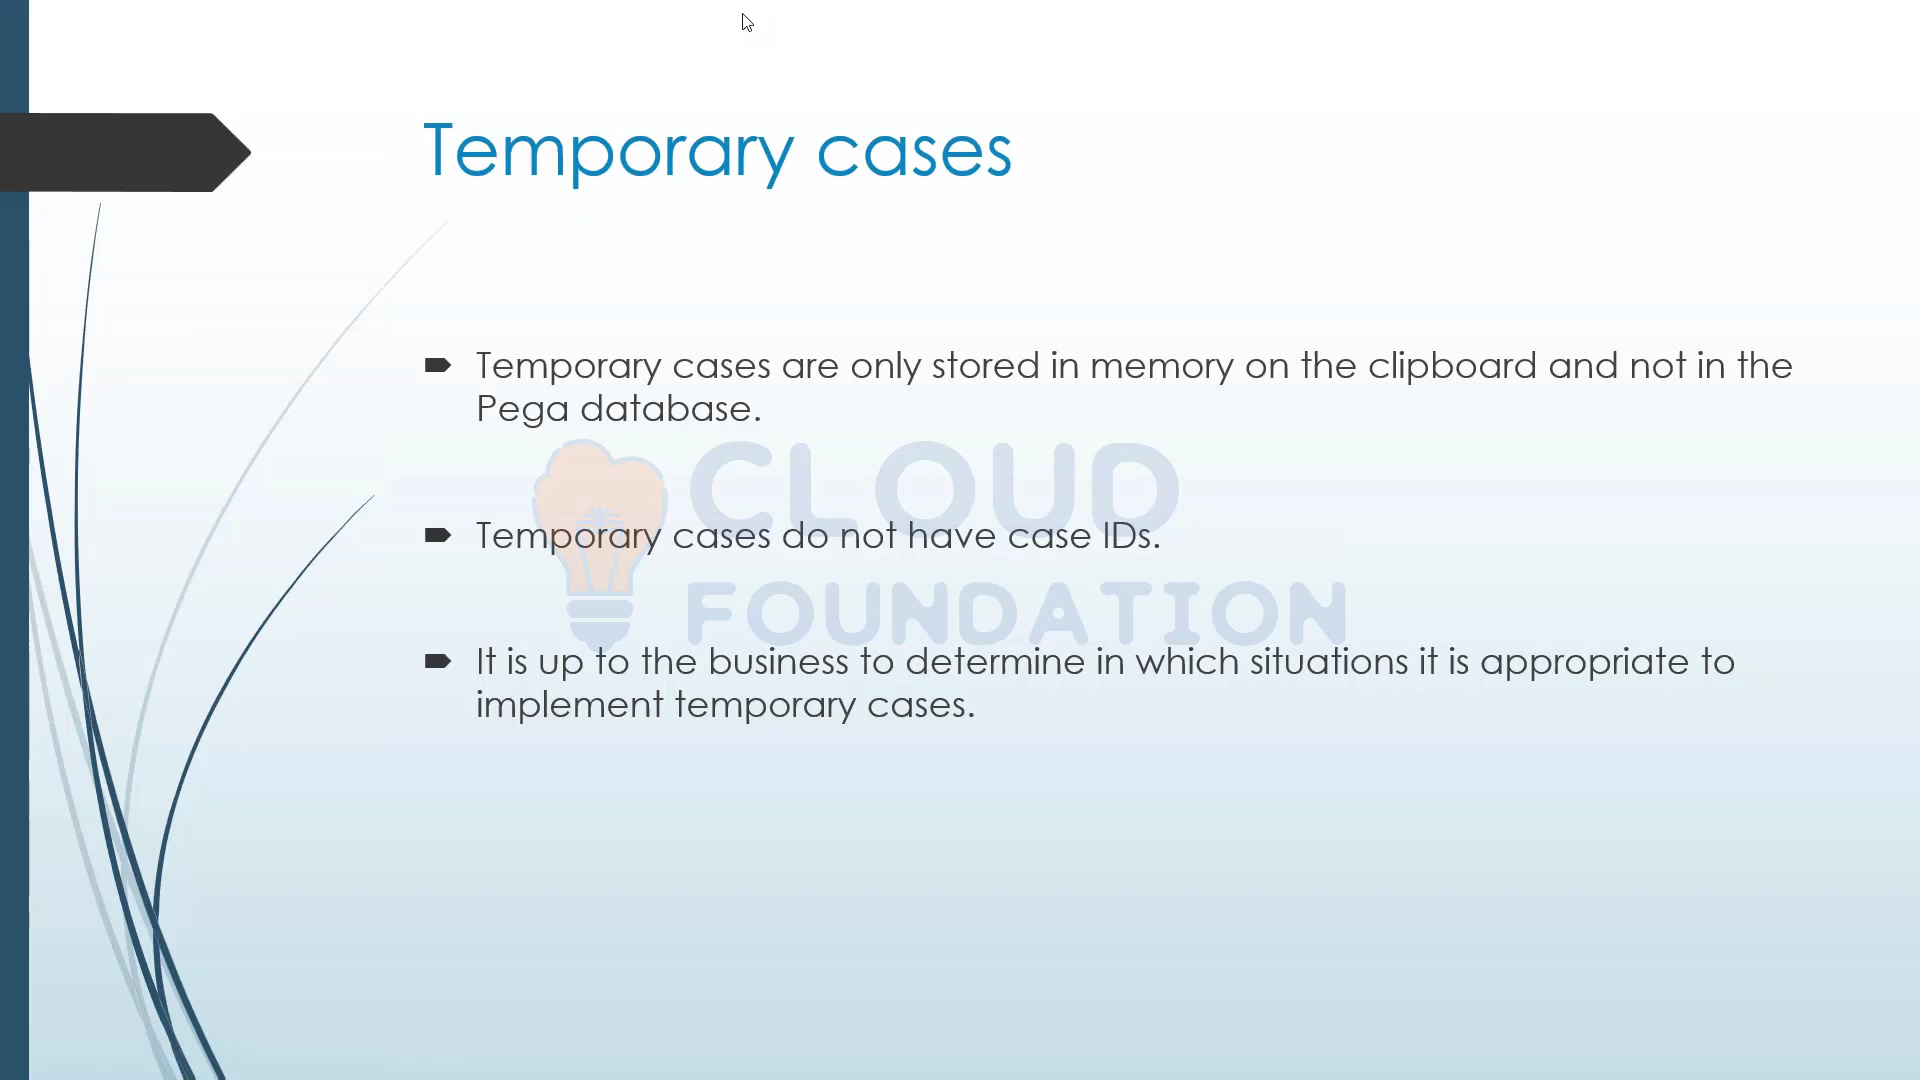 Temporary cases
Temporary cases are only stored in memory on the clipboard and not in the
Pega database.
CLOUD
Temporary cases do not have case IDs.
FOUNDATION
It is up to the business to determine in which situations it is appropriate to
implement temporary cases.